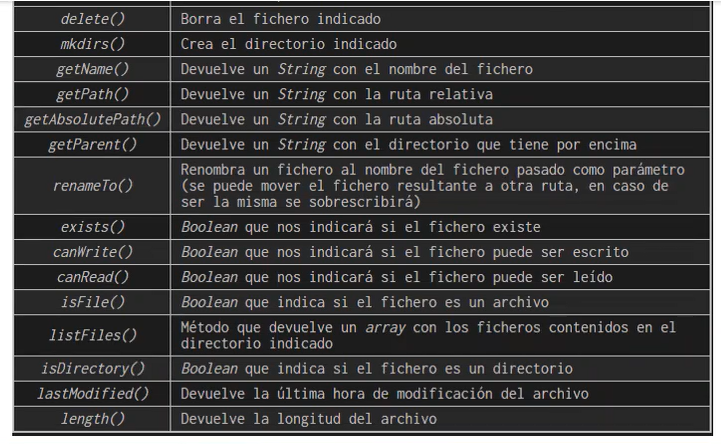 delete() Borra el fichero indicado
mkdirs() Crea el directorio indicado
getName() Devuelve un String con el nombre del fichero
getPath() Devuelve un String con la ruta relativa
getAbsolutePath() Devuelve un String con la ruta absoluta
getParent() Devuelve un String con el directorio que tiene por encima
renameTo() Renombra un fichero al nombre del fichero pasado como parámetro
(se puede mover el fichero resultante a otra ruta, en caso de
ser la misma se sobrescribirá)
exists() Boolean que nos indicará si el fichero existe
canWrite() Boolean que nos indicará si el fichero puede ser escrito
canRead() Boolean que nos indicará si el fichero puede ser leído
isFile() Boolean que indica si el fichero es un archivo
listFiles() Método que devuelve un array con los ficheros contenidos en el
directorio indicado
isDirectory() Boolean que indica si el fichero es un directorio
lastModified() Devuelve la última hora de modificación del archivo
length() Devuelve la longitud del archivo